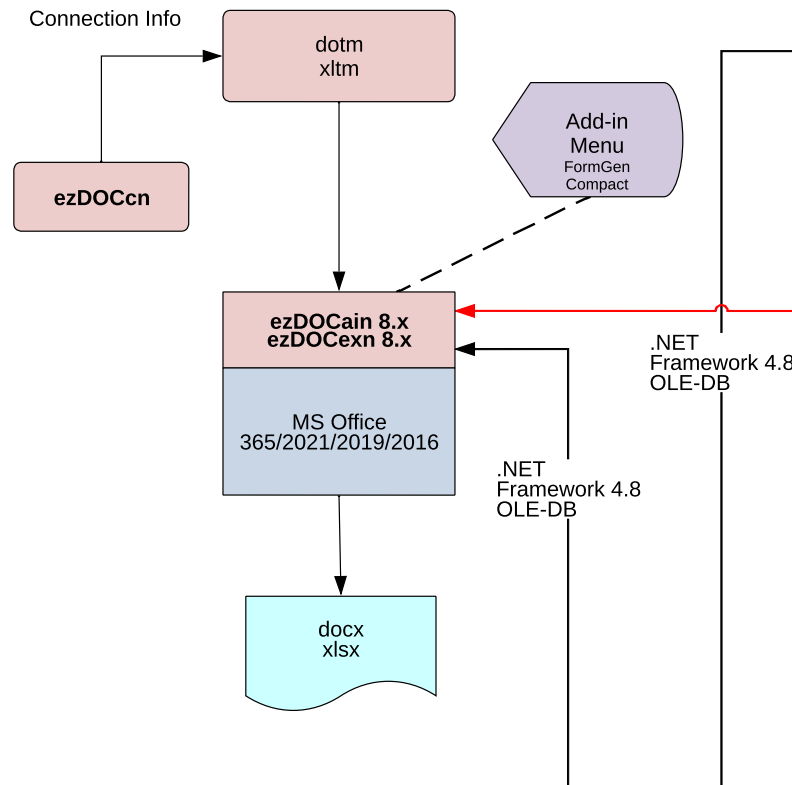 Connection Info
dotm
xltm
ezDOCcn
Add-in
Menu
FormGen
Compact
ezDOCain 8.x
ezDOCexn 8.x
MS Office
365/2021/2019/2016
.NET
Framework 4.8
OLE-DB
.NET
Framework 4.8
OLE-DB
docx
xlsx